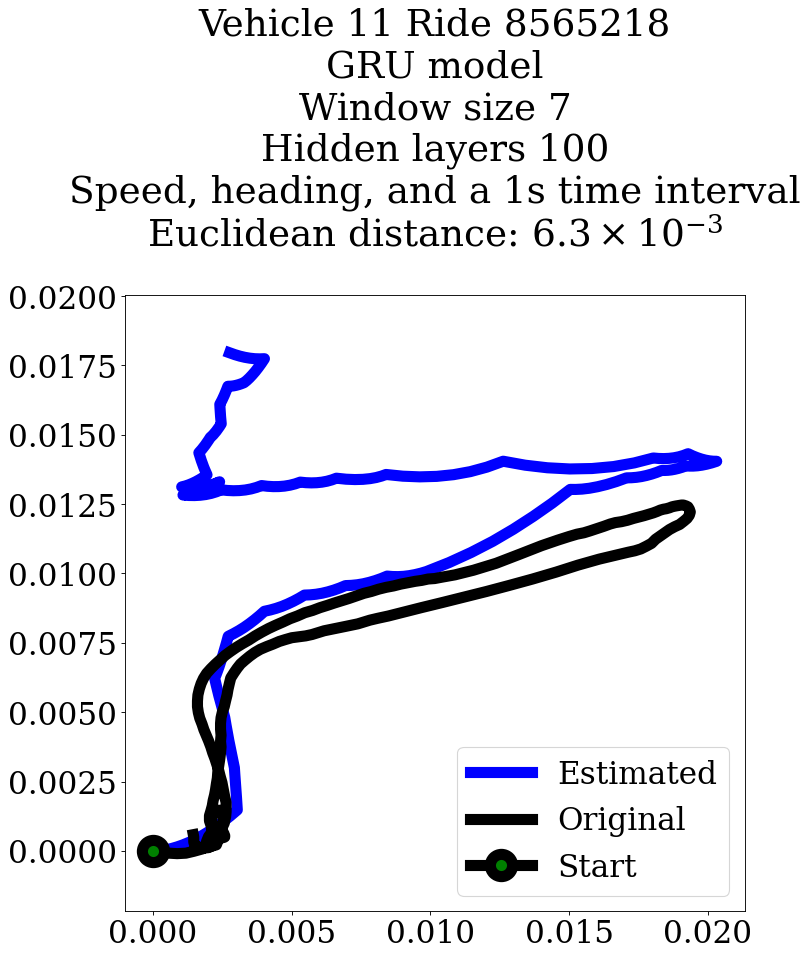 Vehicle 11 Ride 8565218
GRU model
Window size 7
Hidden layers 100
Speed, heading, and a 1s time interval
Euclidean distance: 6.3 × 10⁻³
0.0200
0.0175
0.0150
0.0125
0.0100
0.0075
0.0050
0.0025
0.0000
Estimated
Original
Start
0.000 0.005 0.010 0.015 0.020